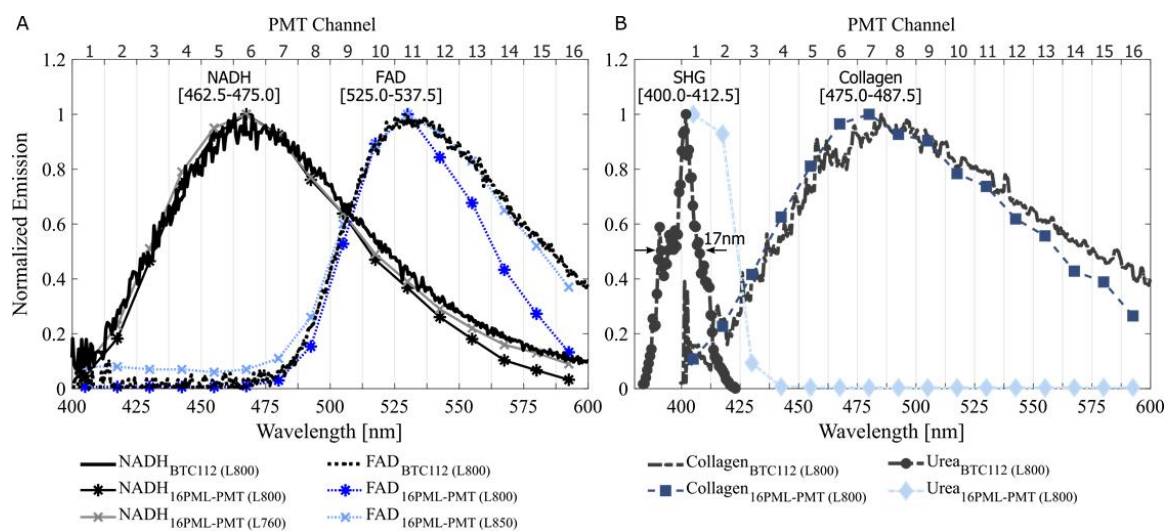 A
PMT Channel
1 2 3 4 5 6 7 8 9 10 11 12 13 14 15 16
NADH
[462.5-475.0]
FAD
[525.0-537.5]
Normalized Emission
1.2
1
0.8
0.6
0.4
0.2
0
400 425 450 475 500 525 550 575 600
Wavelength [nm]
NADH BTC112 (L800)
FAD BTC112 (L800)
NADH 16PML-PMT (L800)
FAD 16PML-PMT (L800)
NADH 16PML-PMT (L760)
FAD 16PML-PMT (L850)
B
PMT Channel
1 2 3 4 5 6 7 8 9 10 11 12 13 14 15 16
SHG
[400.0-412.5]
Collagen
[475.0-487.5]
17nm
1.2
1
0.8
0.6
0.4
0.2
0
400 425 450 475 500 525 550 575 600
Wavelength [nm]
Collagen BTC112 (L800)
Urea BTC112 (L800)
Collagen 16PML-PMT (L800)
Urea 16PML-PMT (L800)